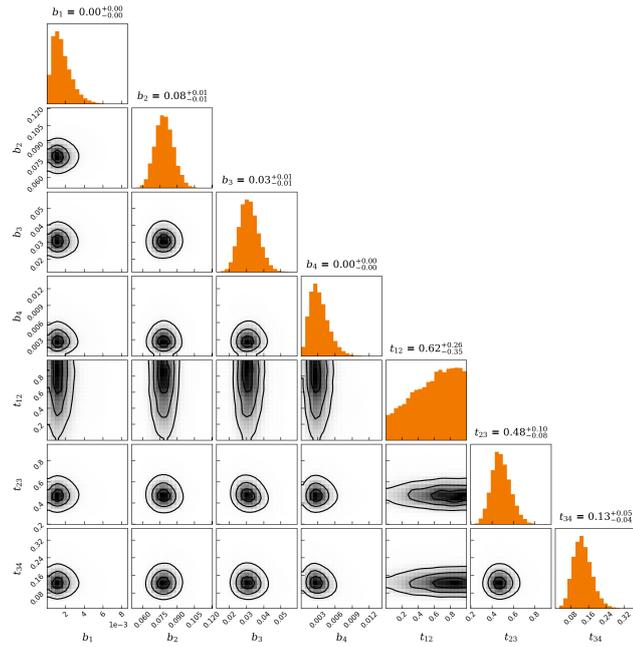 b₁ = 0.00⁺⁰·⁰⁰₋₀.₀₀
b₂ = 0.08⁺⁰·⁰¹₋₀.₀₁
0.120
0.105
0.090
0.075
0.060
b₂
b₃ = 0.03⁺⁰·⁰¹₋₀.₀₁
0.05
0.04
0.03
0.02
b₃
b₄ = 0.00⁺⁰·⁰⁰₋₀.₀₀
0.012
0.009
0.006
0.003
b₄
t₁₂ = 0.62⁺⁰·²⁶₋₀.₃₅
0.8
0.6
0.4
0.2
t₁₂
t₂₃ = 0.48⁺⁰·¹⁰₋₀.₀₈
0.8
0.6
0.4
0.2
t₂₃
t₃₄ = 0.13⁺⁰·⁰⁵₋₀.₀₄
0.32
0.24
0.16
0.08
t₃₄
2 4 6 8 0.060 0.075 0.090 0.105 0.120 0.02 0.03 0.04 0.05 0.003 0.006 0.009 0.012 0.2 0.4 0.6 0.8 0.2 0.4 0.6 0.8 0.08 0.16 0.24 0.32
1e−3
b₁ b₂ b₃ b₄ t₁₂ t₂₃ t₃₄